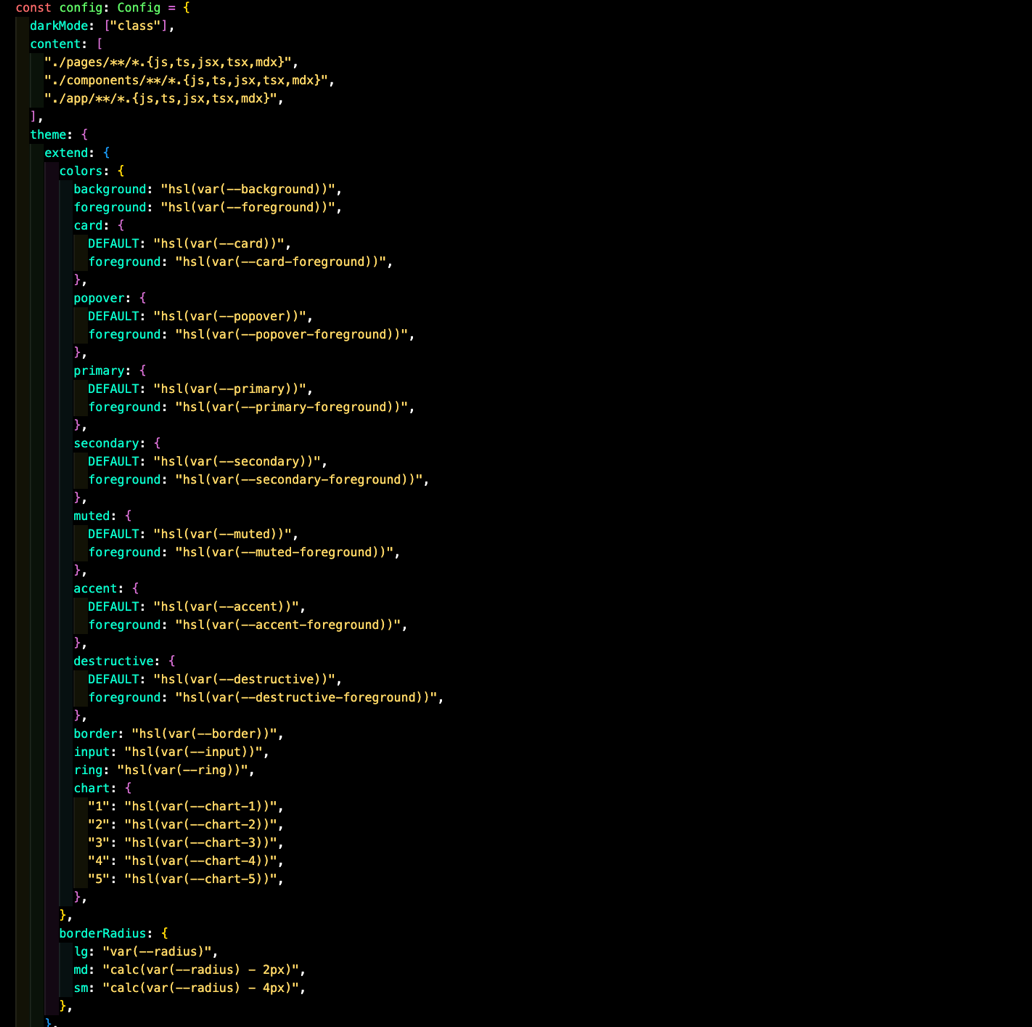 const config: Config = {
  darkMode: ["class"],
  content: [
    "./pages/**/*.{js,ts,jsx,tsx,mdx}",
    "./components/**/*.{js,ts,jsx,tsx,mdx}",
    "./app/**/*.{js,ts,jsx,tsx,mdx}",
  ],
  theme: {
    extend: {
      colors: {
        background: "hsl(var(--background))",
        foreground: "hsl(var(--foreground))",
        card: {
          DEFAULT: "hsl(var(--card))",
          foreground: "hsl(var(--card-foreground))",
        },
        popover: {
          DEFAULT: "hsl(var(--popover))",
          foreground: "hsl(var(--popover-foreground))",
        },
        primary: {
          DEFAULT: "hsl(var(--primary))",
          foreground: "hsl(var(--primary-foreground))",
        },
        secondary: {
          DEFAULT: "hsl(var(--secondary))",
          foreground: "hsl(var(--secondary-foreground))",
        },
        muted: {
          DEFAULT: "hsl(var(--muted))",
          foreground: "hsl(var(--muted-foreground))",
        },
        accent: {
          DEFAULT: "hsl(var(--accent))",
          foreground: "hsl(var(--accent-foreground))",
        },
        destructive: {
          DEFAULT: "hsl(var(--destructive))",
          foreground: "hsl(var(--destructive-foreground))",
        },
        border: "hsl(var(--border))",
        input: "hsl(var(--input))",
        ring: "hsl(var(--ring))",
        chart: {
          "1": "hsl(var(--chart-1))",
          "2": "hsl(var(--chart-2))",
          "3": "hsl(var(--chart-3))",
          "4": "hsl(var(--chart-4))",
          "5": "hsl(var(--chart-5))",
        },
      },
      borderRadius: {
        lg: "var(--radius)",
        md: "calc(var(--radius) - 2px)",
        sm: "calc(var(--radius) - 4px)",
      },
    },